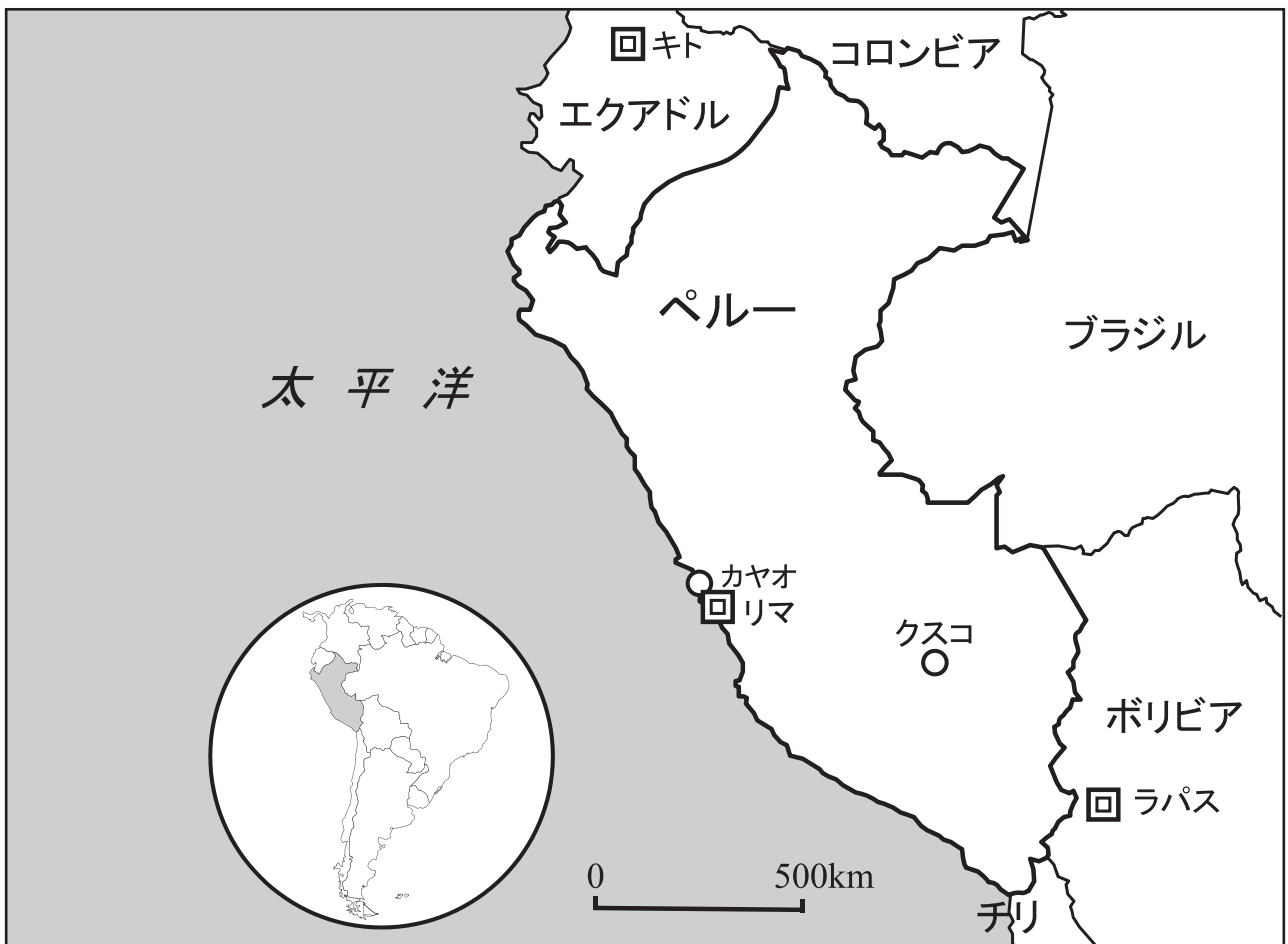 キト
コロンビア
エクアドル
ペルー
ブラジル
太平洋
カヤオ
リマ
クスコ
ボリビア
ラパス
0 500km
チリ